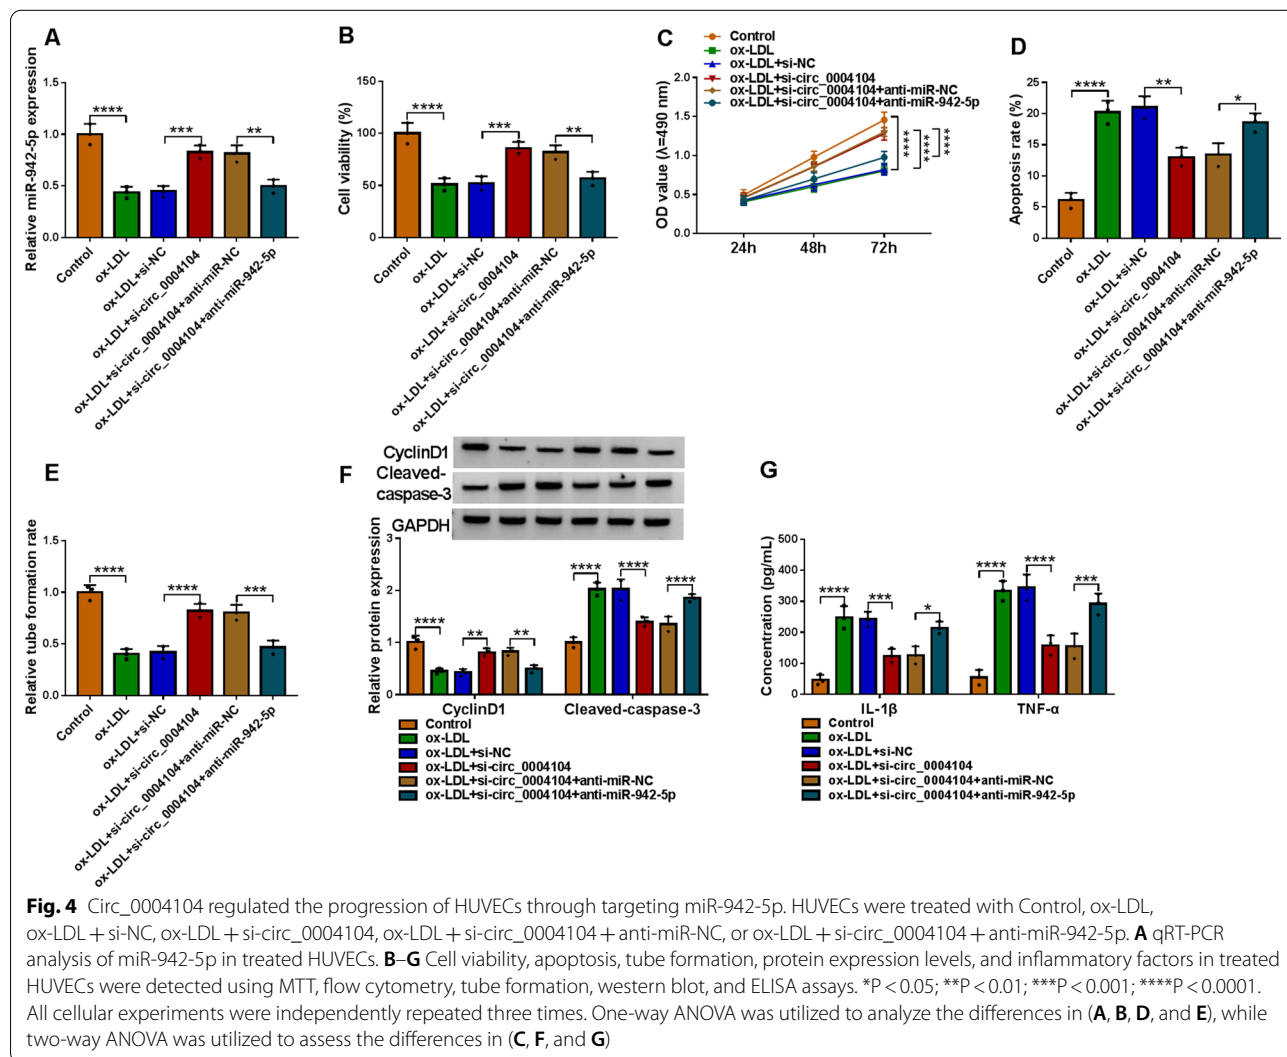 A
Relative miR-942-5p expression
1.5
1.0
0.5
0.0
****
***
**
Control
ox-LDL
ox-LDL+si-NC
ox-LDL+si-circ_0004104
ox-LDL+si-circ_0004104+anti-miR-NC
ox-LDL+si-circ_0004104+anti-miR-942-5p
B
Cell viability (%)
150
100
50
0
****
***
**
Control
ox-LDL
ox-LDL+si-NC
ox-LDL+si-circ_0004104
ox-LDL+si-circ_0004104+anti-miR-NC
ox-LDL+si-circ_0004104+anti-miR-942-5p
C
Control
ox-LDL
ox-LDL+si-NC
ox-LDL+si-circ_0004104
ox-LDL+si-circ_0004104+anti-miR-NC
ox-LDL+si-circ_0004104+anti-miR-942-5p
OD value (λ=490 nm)
2.0
1.5
1.0
0.5
0.0
****
****
****
24h 48h 72h
D
Apoptosis rate (%)
25
20
15
10
5
0
****
**
*
Control
ox-LDL
ox-LDL+si-NC
ox-LDL+si-circ_0004104
ox-LDL+si-circ_0004104+anti-miR-NC
ox-LDL+si-circ_0004104+anti-miR-942-5p
E
Relative tube formation rate
1.5
1.0
0.5
0.0
****
****
***
Control
ox-LDL
ox-LDL+si-NC
ox-LDL+si-circ_0004104
ox-LDL+si-circ_0004104+anti-miR-NC
ox-LDL+si-circ_0004104+anti-miR-942-5p
F
CyclinD1
Cleaved-
caspase-3
GAPDH
Relative protein expression
3
2
1
0
****
**
**
****
****
****
CyclinD1 Cleaved-caspase-3
Control
ox-LDL
ox-LDL+si-NC
ox-LDL+si-circ_0004104
ox-LDL+si-circ_0004104+anti-miR-NC
ox-LDL+si-circ_0004104+anti-miR-942-5p
G
Concentration (pg/mL)
500
400
300
200
100
0
****
***
*
****
****
***
IL-1β TNF-α
Control
ox-LDL
ox-LDL+si-NC
ox-LDL+si-circ_0004104
ox-LDL+si-circ_0004104+anti-miR-NC
ox-LDL+si-circ_0004104+anti-miR-942-5p
Fig. 4 Circ_0004104 regulated the progression of HUVECs through targeting miR-942-5p. HUVECs were treated with Control, ox-LDL,
ox-LDL + si-NC, ox-LDL + si-circ_0004104, ox-LDL + si-circ_0004104 + anti-miR-NC, or ox-LDL + si-circ_0004104 + anti-miR-942-5p. A qRT-PCR
analysis of miR-942-5p in treated HUVECs. B–G Cell viability, apoptosis, tube formation, protein expression levels, and inflammatory factors in treated
HUVECs were detected using MTT, flow cytometry, tube formation, western blot, and ELISA assays. *P < 0.05; **P < 0.01; ***P < 0.001; ****P < 0.0001.
All cellular experiments were independently repeated three times. One-way ANOVA was utilized to analyze the differences in (A, B, D, and E), while
two-way ANOVA was utilized to assess the differences in (C, F, and G)